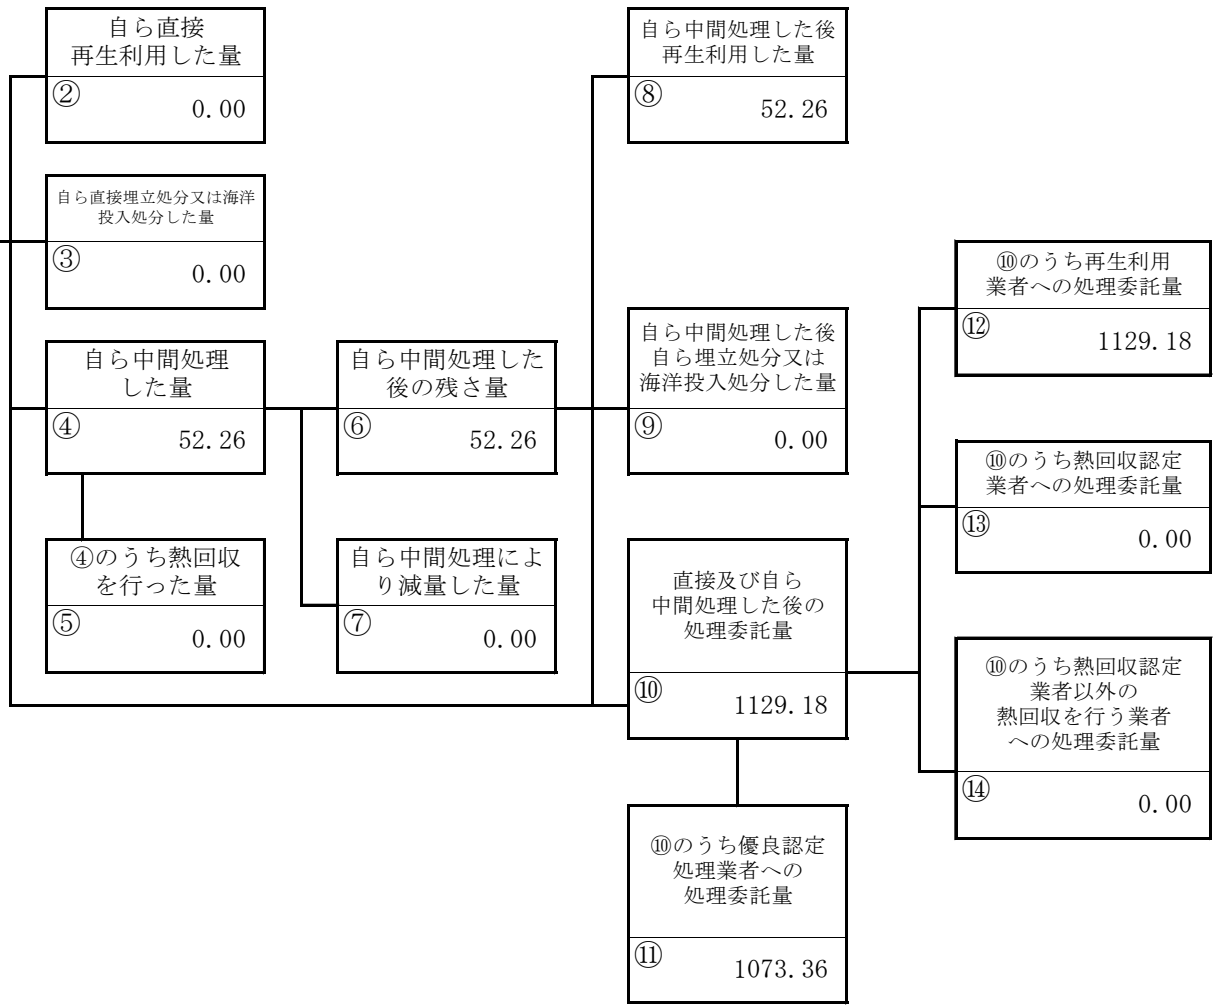 自ら直接
再生利用した量
②
0.00
自ら直接埋立処分又は海洋
投入処分した量
③
0.00
自ら中間処理
した量
④
52.26
④のうち熱回収
を行った量
⑤
0.00
自ら中間処理した
後の残さ量
⑥
52.26
自ら中間処理によ
り減量した量
⑦
0.00
自ら中間処理した後
再生利用した量
⑧
52.26
自ら中間処理した後
自ら埋立処分又は
海洋投入処分した量
⑨
0.00
直接及び自ら
中間処理した後の
処理委託量
⑩
1129.18
⑩のうち優良認定
処理業者への
処理委託量
⑪
1073.36
⑩のうち再生利用
業者への処理委託量
⑫
1129.18
⑩のうち熱回収認定
業者への処理委託量
⑬
0.00
⑩のうち熱回収認定
業者以外の
熱回収を行う業者
への処理委託量
⑭
0.00